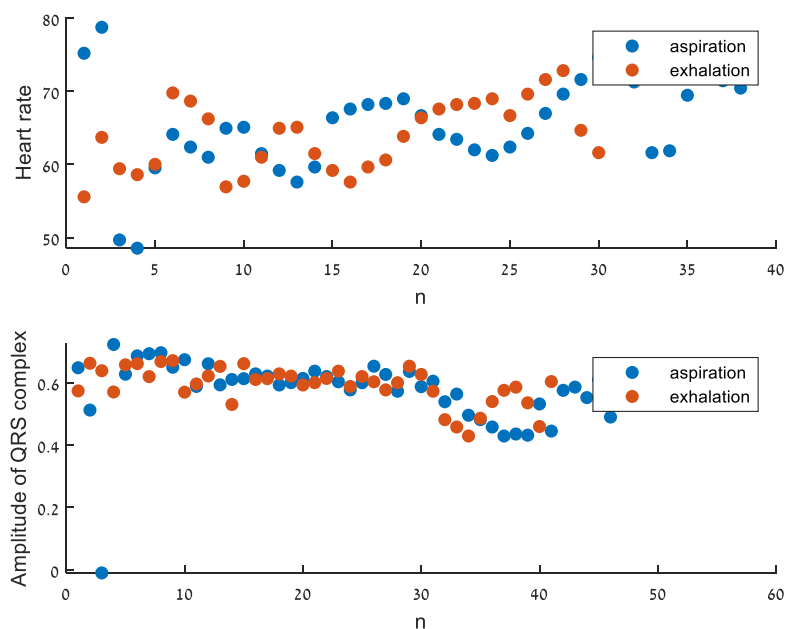 Heart rate
80
70
60
50
0 5 10 15 20 25 30 35 40
n
aspiration
exhalation
Amplitude of QRS complex
0.6
0.4
0.2
0
0 10 20 30 40 50 60
n
aspiration
exhalation